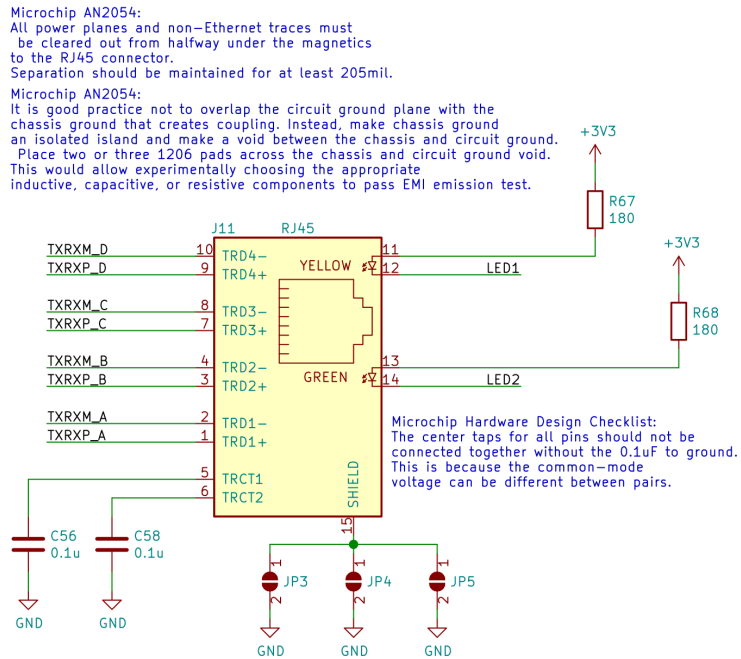 Microchip AN2054:
All power planes and non-Ethernet traces must
be cleared out from halfway under the magnetics
to the RJ45 connector.
Separation should be maintained for at least 205mil.
Microchip AN2054:
It is good practice not to overlap the circuit ground plane with the
chassis ground that creates coupling. Instead, make chassis ground
an isolated island and make a void between the chassis and circuit ground.
Place two or three 1206 pads across the chassis and circuit ground void.
This would allow experimentally choosing the appropriate
inductive, capacitive, or resistive components to pass EMI emission test.
+3V3
R67
180
+3V3
R68
180
J11 RJ45
TXRXM_D 10 TRD4-
TXRXP_D 9 TRD4+
TXRXM_C 8 TRD3-
TXRXP_C 7 TRD3+
TXRXM_B 4 TRD2-
TXRXP_B 3 TRD2+
TXRXM_A 2 TRD1-
TXRXP_A 1 TRD1+
5 TRCT1
6 TRCT2
YELLOW
11
12 LED1
GREEN
13
14 LED2
SHIELD
15
Microchip Hardware Design Checklist:
The center taps for all pins should not be
connected together without the 0.1uF to ground.
This is because the common-mode
voltage can be different between pairs.
C56
0.1u
GND
C58
0.1u
GND
1
JP3
2
GND
1
JP4
2
GND
1
JP5
2
GND